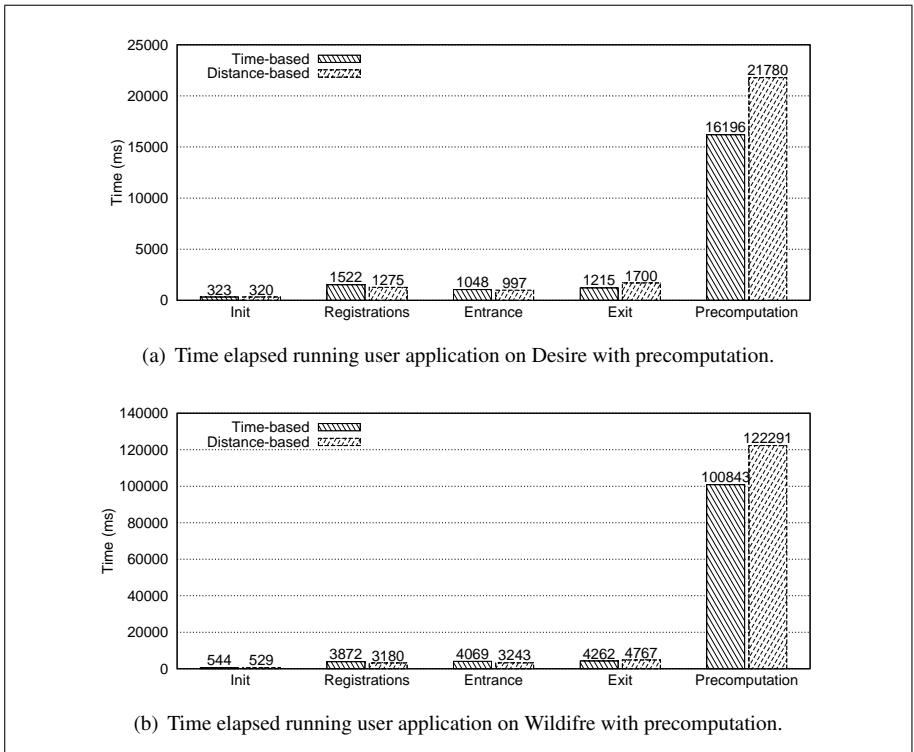 25000
20000
15000
10000
5000
0
Time (ms)
Time-based
Distance-based
323 320 1522 1275 1048 997 1215 1700 16196 21780
Init Registrations Entrance Exit Precomputation
(a) Time elapsed running user application on Desire with precomputation.
140000
120000
100000
80000
60000
40000
20000
0
Time (ms)
Time-based
Distance-based
544 529 3872 3180 4069 3243 4262 4767 100843 122291
Init Registrations Entrance Exit Precomputation
(b) Time elapsed running user application on Wildifre with precomputation.